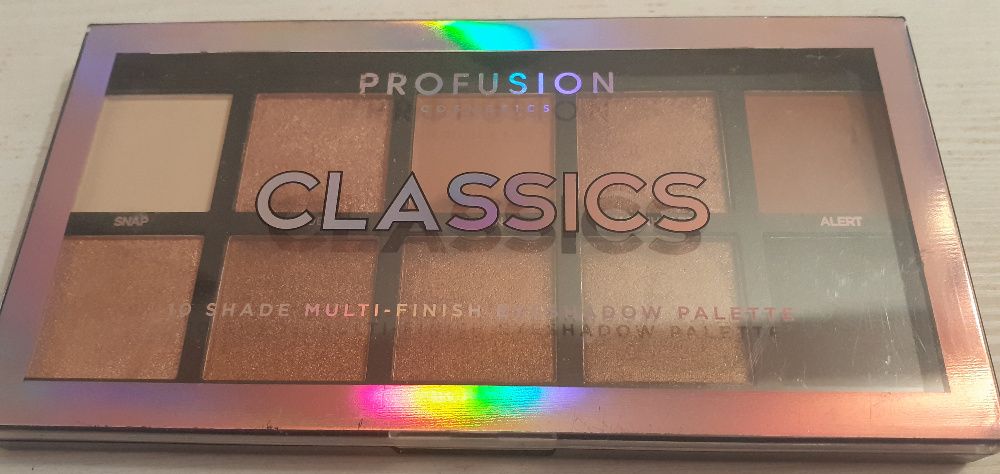 PROFUSION
COSMETICS
CLASSICS
SNAP
ALERT
10 SHADE MULTI-FINISH EYESHADOW PALETTE